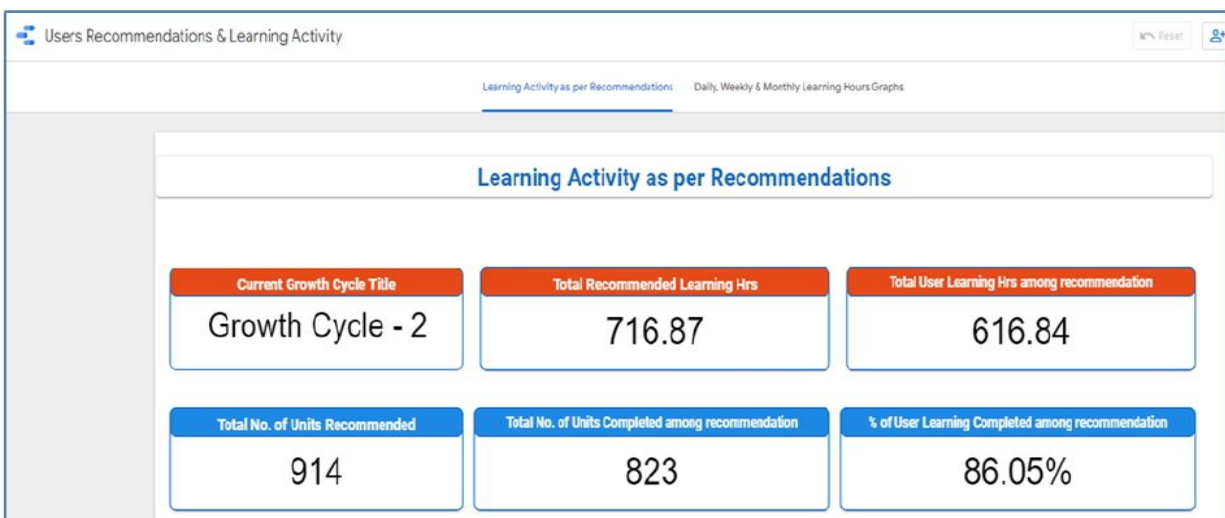 Users Recommendations & Learning Activity
Reset
Learning Activity as per Recommendations
Daily, Weekly & Monthly Learning Hours Graphs
Learning Activity as per Recommendations
Current Growth Cycle Title
Growth Cycle - 2
Total Recommended Learning Hrs
716.87
Total User Learning Hrs among recommendation
616.84
Total No. of Units Recommended
914
Total No. of Units Completed among recommendation
823
% of User Learning Completed among recommendation
86.05%